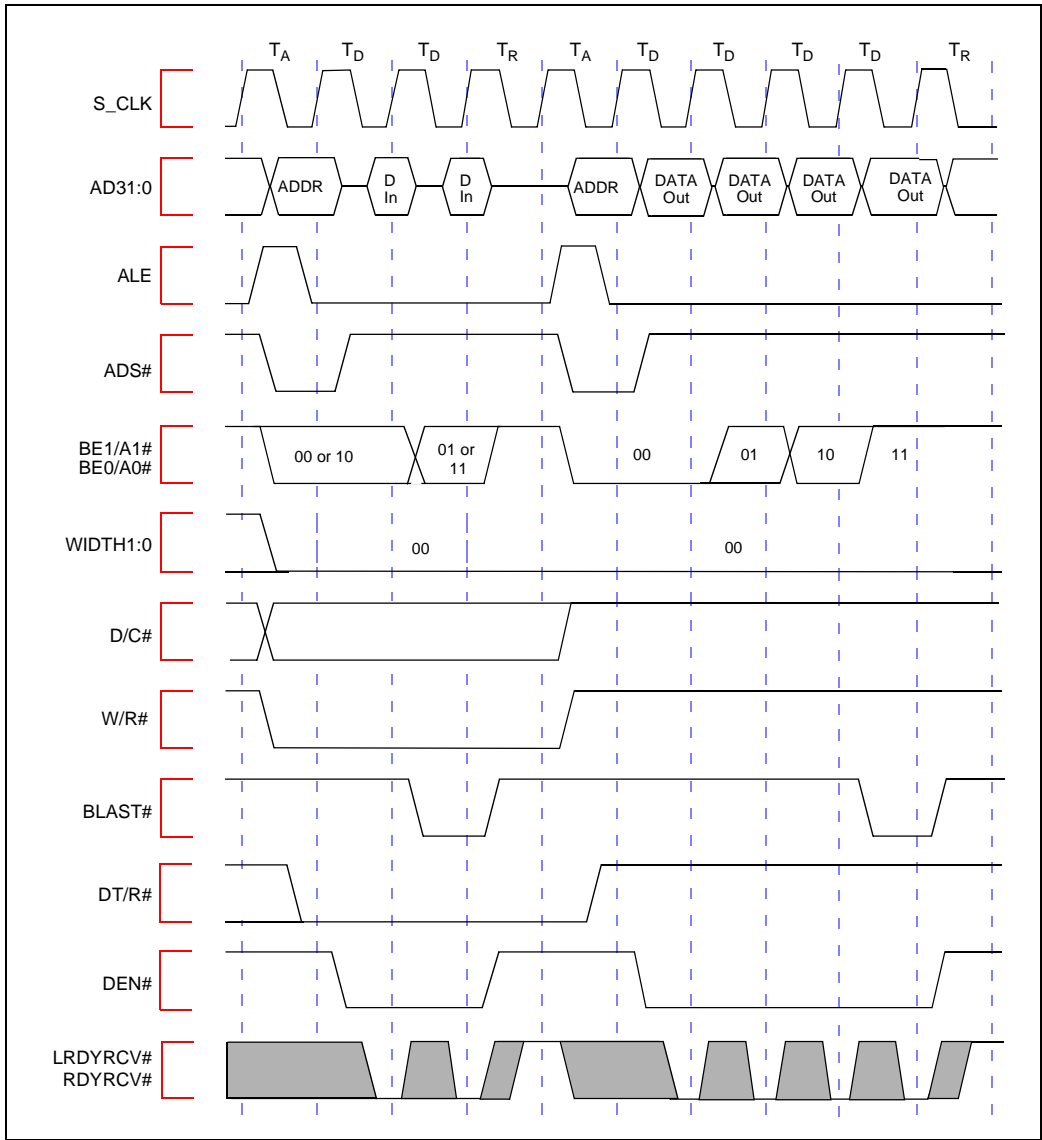 TA TD TD TR TA TD TD TD TD TR
S_CLK
AD31:0
ADDR
D
In
D
In
ADDR
DATA
Out
DATA
Out
DATA
Out
DATA
Out
ALE
ADS#
BE1/A1#
BE0/A0#
00 or 10
01 or
11
00
01
10
11
WIDTH1:0
00
00
D/C#
W/R#
BLAST#
DT/R#
DEN#
LRDYRCV#
RDYRCV#